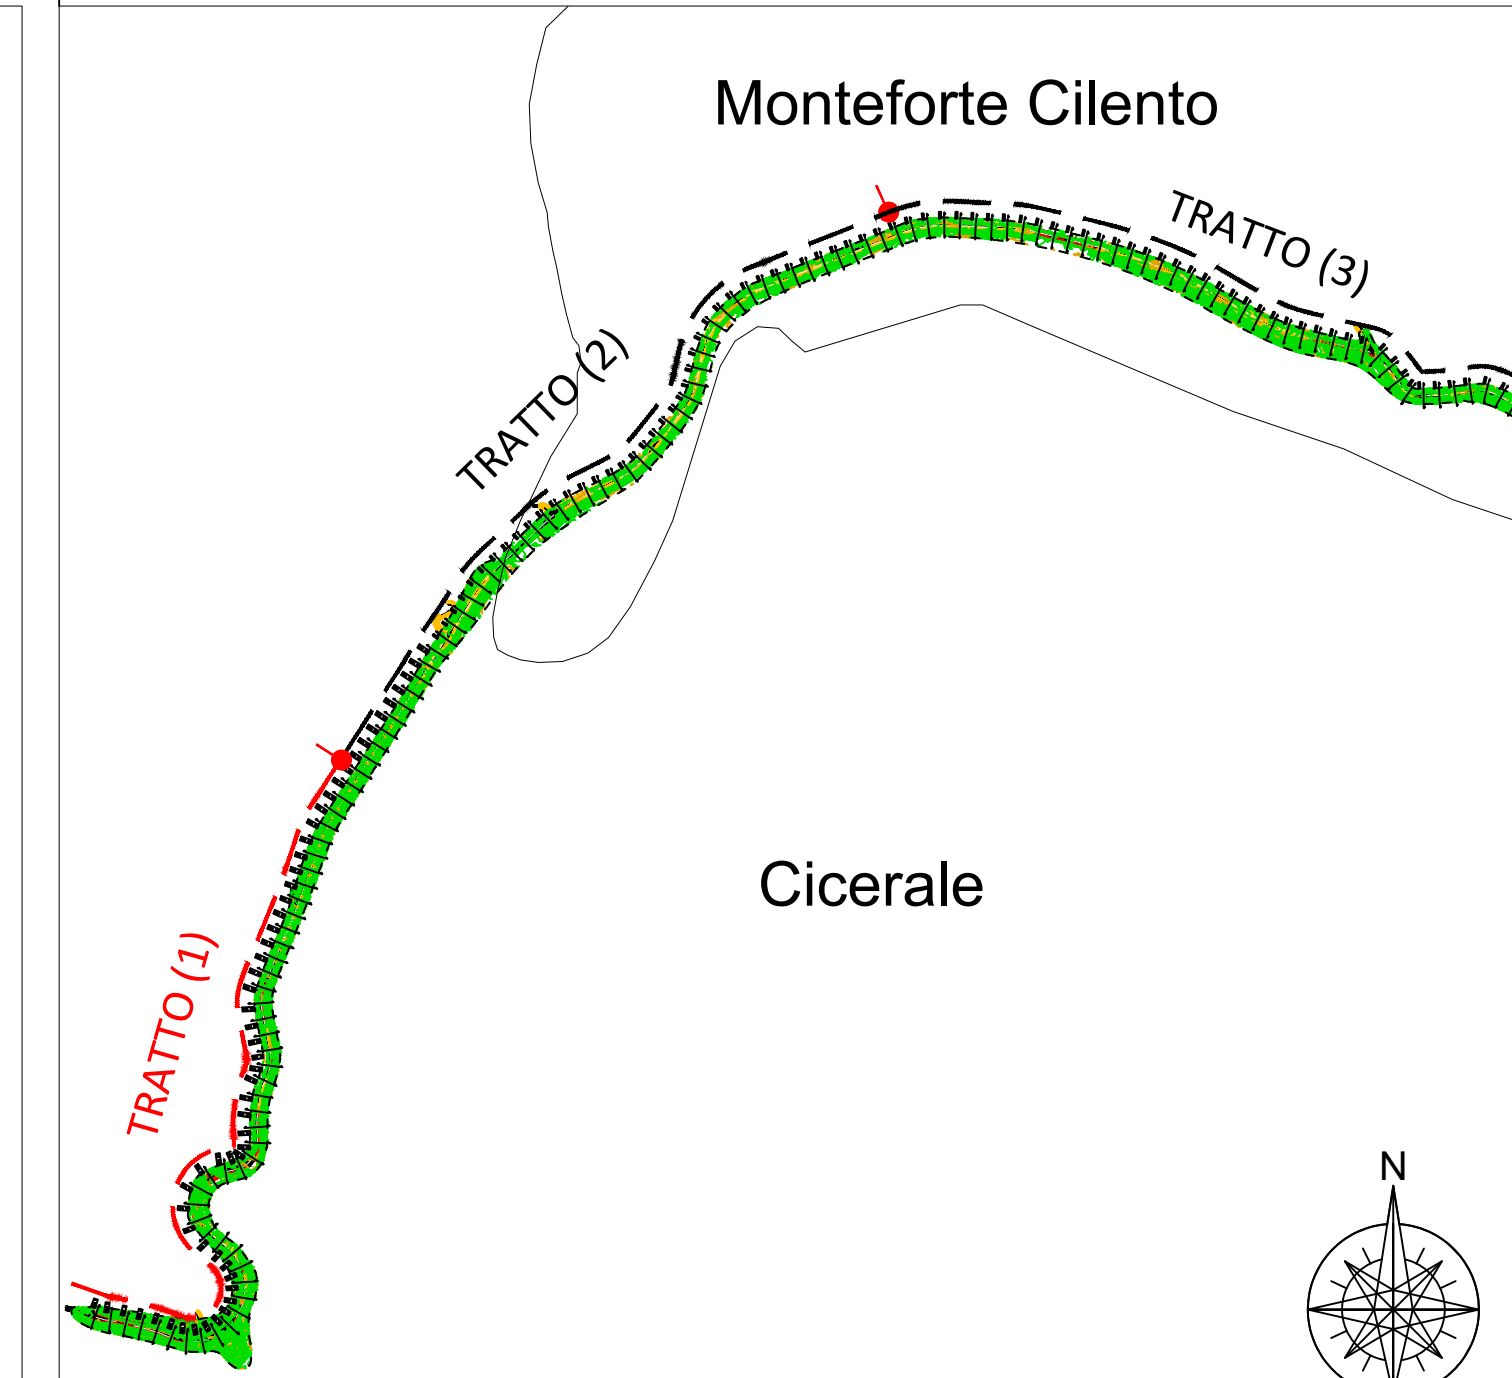 Monteforte Cilento
TRATTO (3)
TRATTO (2)
Cicerale
TRATTO (1)
N